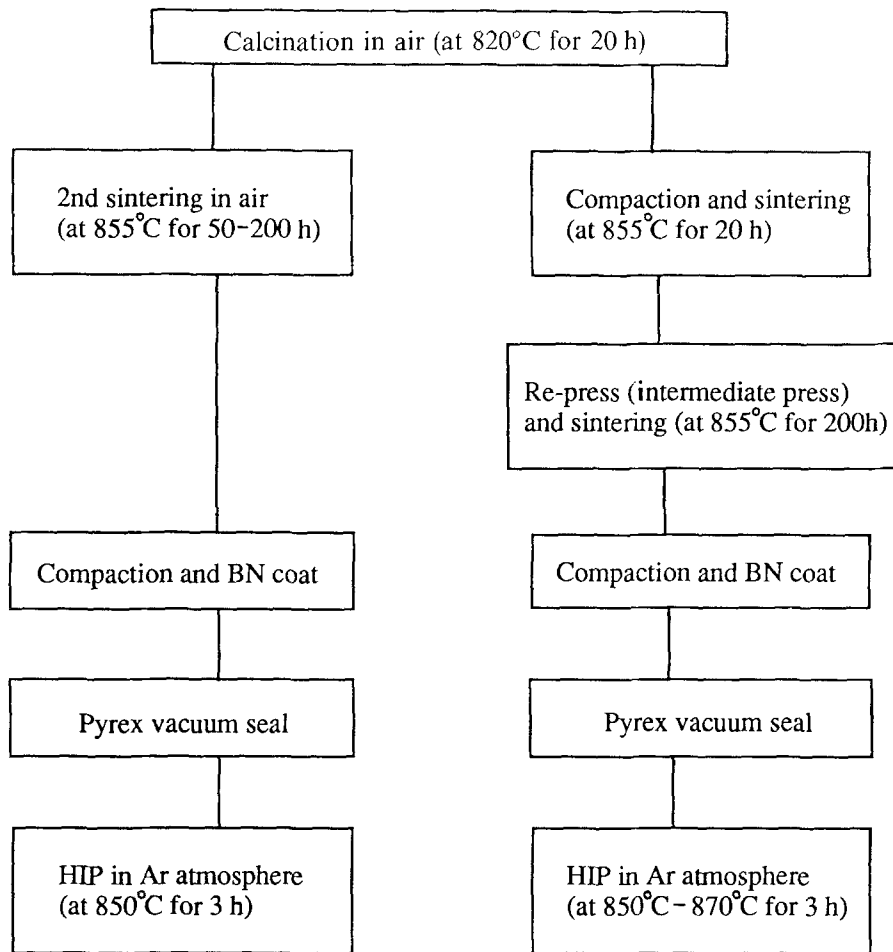 Calcination in air (at 820°C for 20 h)
2nd sintering in air
(at 855°C for 50-200 h)
Compaction and BN coat
Pyrex vacuum seal
HIP in Ar atmosphere
(at 850°C for 3 h)
Compaction and sintering
(at 855°C for 20 h)
Re-press (intermediate press)
and sintering (at 855°C for 200h)
Compaction and BN coat
Pyrex vacuum seal
HIP in Ar atmosphere
(at 850°C-870°C for 3 h)